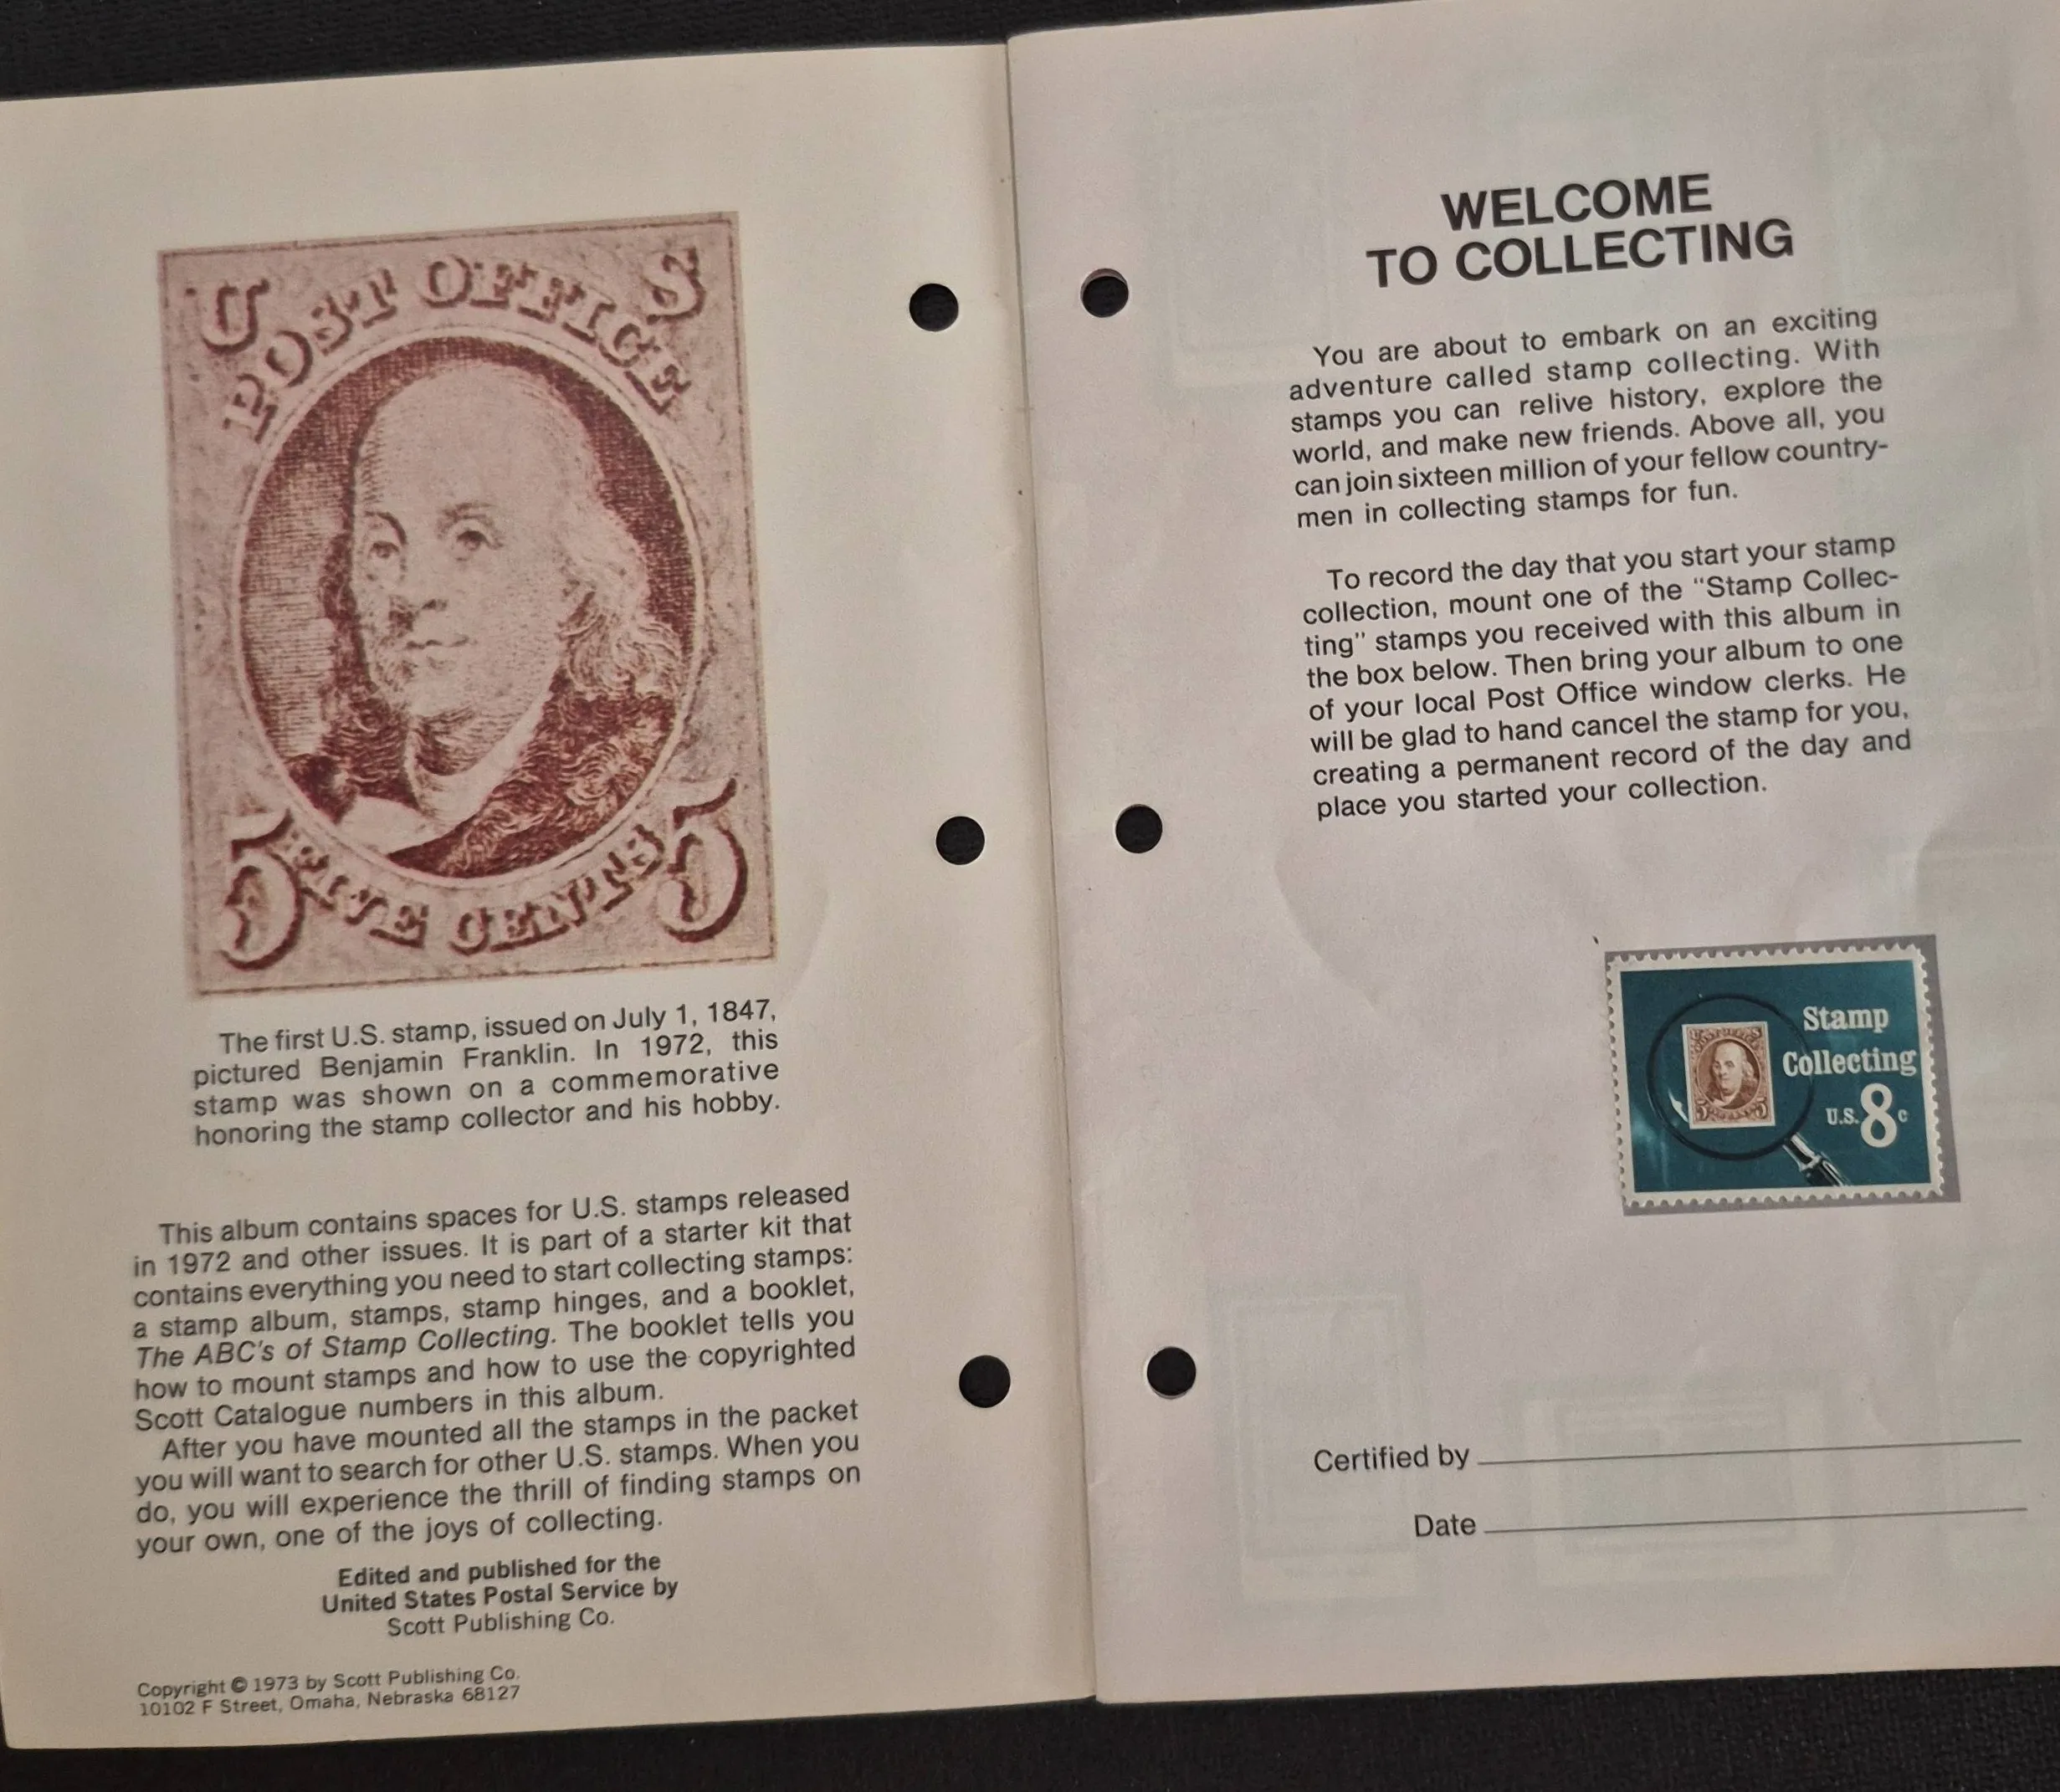 U S
POST OFFICE
5 FIVE CENTS 5
The first U.S. stamp, issued on July 1, 1847,
pictured Benjamin Franklin. In 1972, this
stamp was shown on a commemorative
honoring the stamp collector and his hobby.
This album contains spaces for U.S. stamps released
in 1972 and other issues. It is part of a starter kit that
contains everything you need to start collecting stamps:
a stamp album, stamps, stamp hinges, and a booklet,
The ABC's of Stamp Collecting. The booklet tells you
how to mount stamps and how to use the copyrighted
Scott Catalogue numbers in this album.
After you have mounted all the stamps in the packet
you will want to search for other U.S. stamps. When you
do, you will experience the thrill of finding stamps on
your own, one of the joys of collecting.
Edited and published for the
United States Postal Service by
Scott Publishing Co.
Copyright © 1973 by Scott Publishing Co.
10102 F Street, Omaha, Nebraska 68127
WELCOME
TO COLLECTING
You are about to embark on an exciting
adventure called stamp collecting. With
stamps you can relive history, explore the
world, and make new friends. Above all, you
can join sixteen million of your fellow country-
men in collecting stamps for fun.
To record the day that you start your stamp
collection, mount one of the "Stamp Collec-
ting" stamps you received with this album in
the box below. Then bring your album to one
of your local Post Office window clerks. He
will be glad to hand cancel the stamp for you,
creating a permanent record of the day and
place you started your collection.
Stamp
Collecting
U.S. 8c
5 5
Certified by
Date